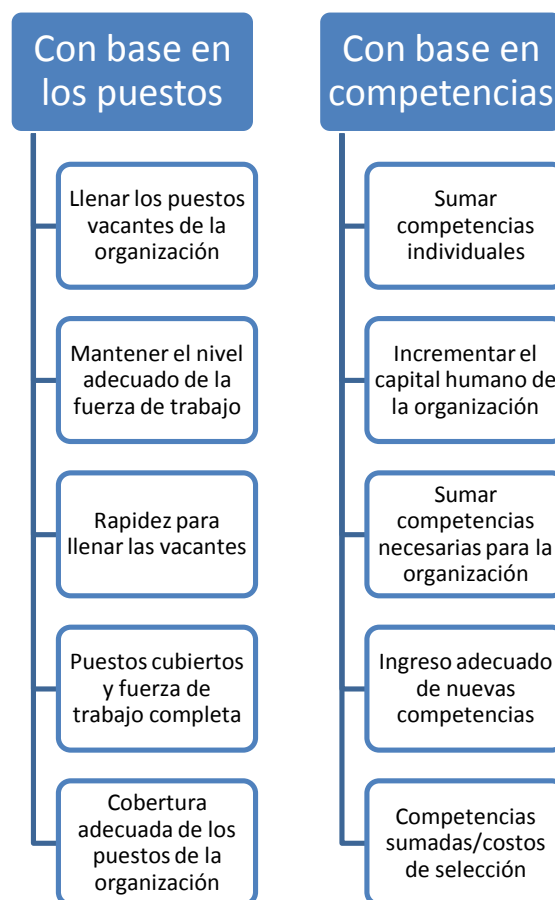 Con base en
los puestos
Llenar los puestos
vacantes de la
organización
Mantener el nivel
adecuado de la
fuerza de trabajo
Rapidez para
llenar las vacantes
Puestos cubiertos
y fuerza de
trabajo completa
Cobertura
adecuada de los
puestos de la
organización
Con base en
competencias
Sumar
competencias
individuales
Incrementar el
capital humano de
la organización
Sumar
competencias
necesarias para la
organización
Ingreso adecuado
de nuevas
competencias
Competencias
sumadas/costos
de selección